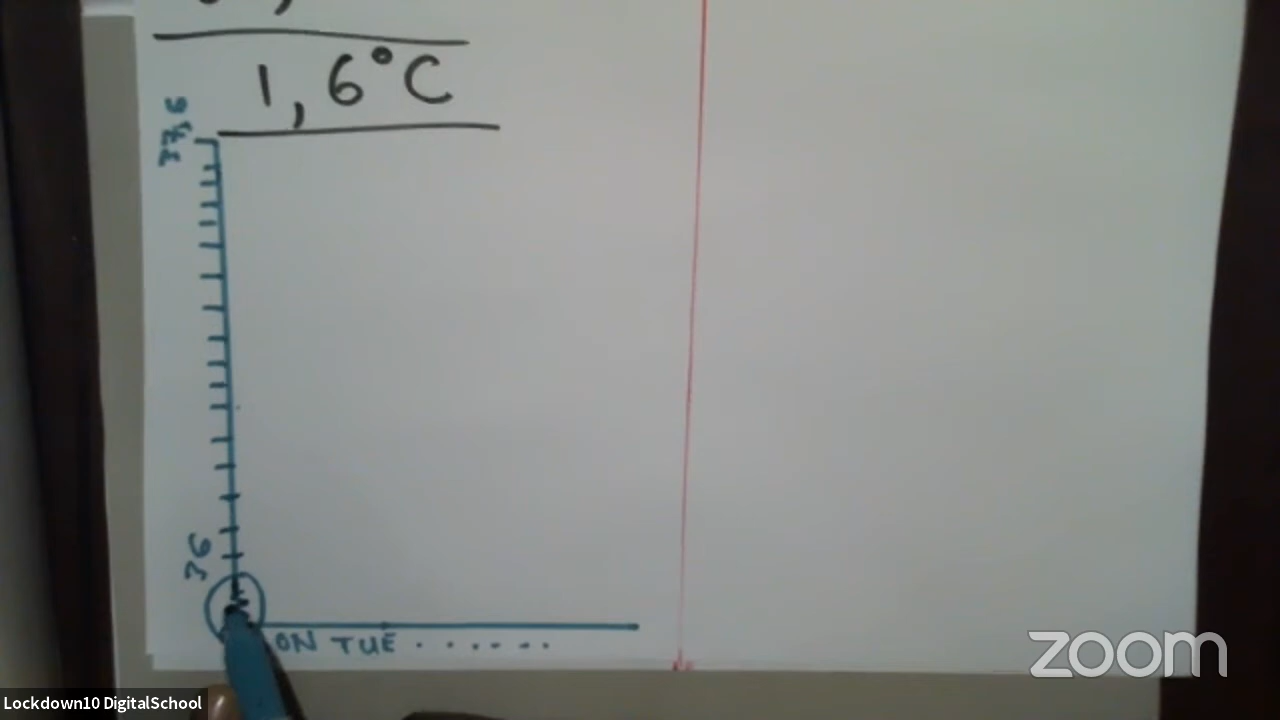 1,6°C
37,6
36
ON TUE . . . . . .
zoom
Lockdown10 DigitalSchool